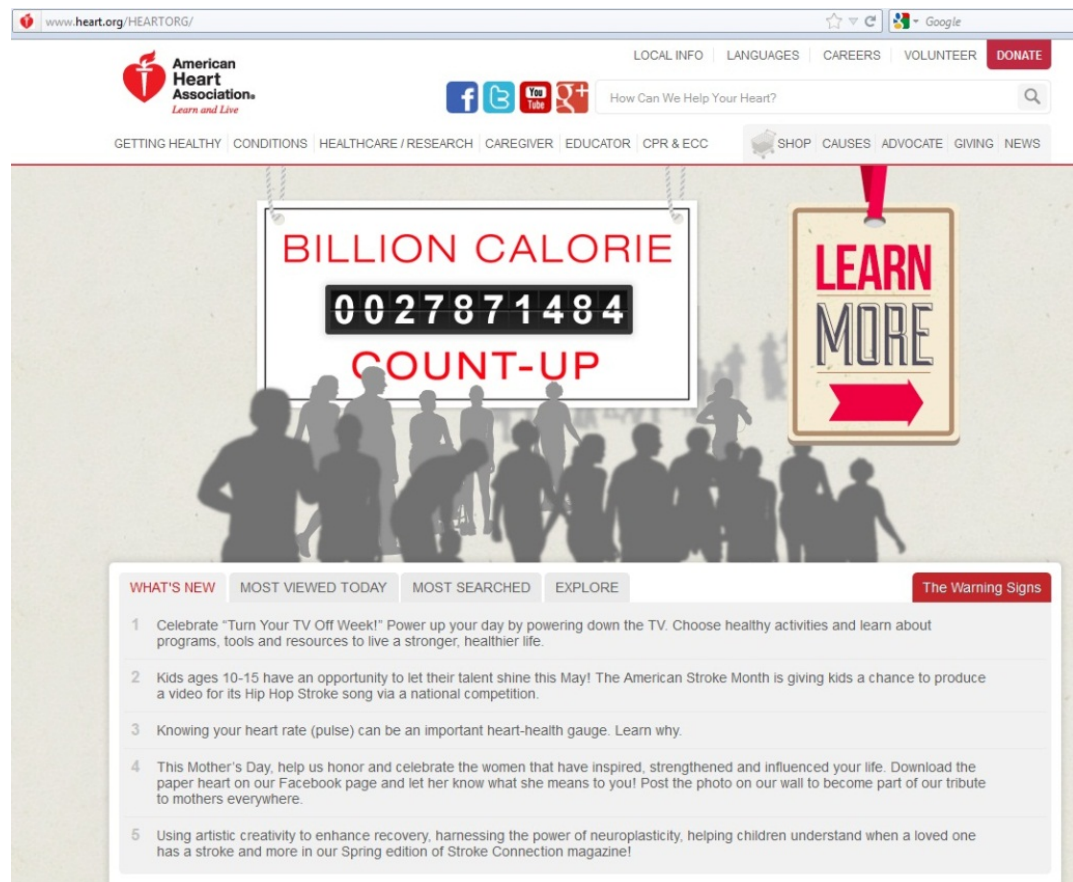 www.heart.org/HEARTORG/
Google
LOCAL INFO LANGUAGES CAREERS VOLUNTEER DONATE
American
Heart
Association®
Learn and Live
You
Tube
How Can We Help Your Heart?
GETTING HEALTHY CONDITIONS HEALTHCARE / RESEARCH CAREGIVER EDUCATOR CPR & ECC SHOP CAUSES ADVOCATE GIVING NEWS
BILLION CALORIE
0027871484
COUNT-UP
LEARN
MORE
WHAT'S NEW MOST VIEWED TODAY MOST SEARCHED EXPLORE The Warning Signs
1 Celebrate “Turn Your TV Off Week!” Power up your day by powering down the TV. Choose healthy activities and learn about
programs, tools and resources to live a stronger, healthier life.
2 Kids ages 10-15 have an opportunity to let their talent shine this May! The American Stroke Month is giving kids a chance to produce
a video for its Hip Hop Stroke song via a national competition.
3 Knowing your heart rate (pulse) can be an important heart-health gauge. Learn why.
4 This Mother’s Day, help us honor and celebrate the women that have inspired, strengthened and influenced your life. Download the
paper heart on our Facebook page and let her know what she means to you! Post the photo on our wall to become part of our tribute
to mothers everywhere.
5 Using artistic creativity to enhance recovery, harnessing the power of neuroplasticity, helping children understand when a loved one
has a stroke and more in our Spring edition of Stroke Connection magazine!